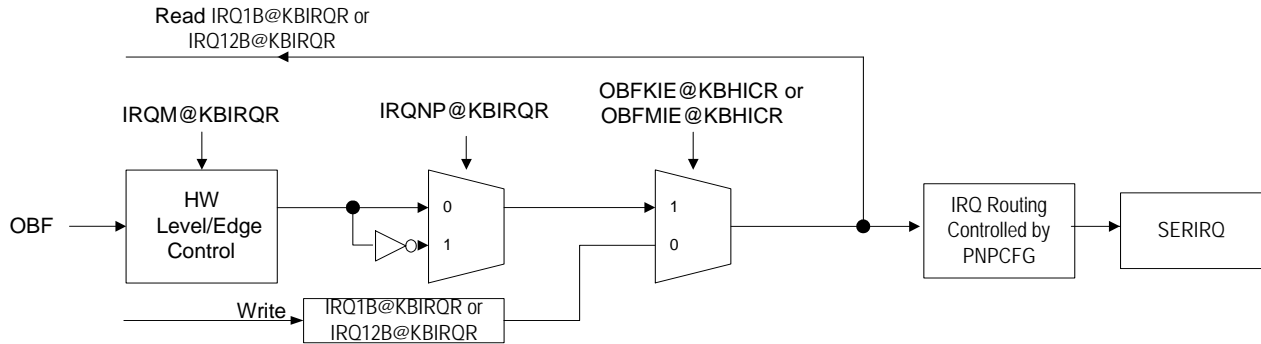 Read IRQ1B@KBIRQR or
IRQ12B@KBIRQR
OBFKIE@KBHICR or
OBFMIE@KBHICR
IRQM@KBIRQR
IRQNP@KBIRQR
HW
Level/Edge
Control
0
1
1
0
IRQ Routing
Controlled by
PNPCFG
SERIRQ
OBF
Write
IRQ1B@KBIRQR or
IRQ12B@KBIRQR